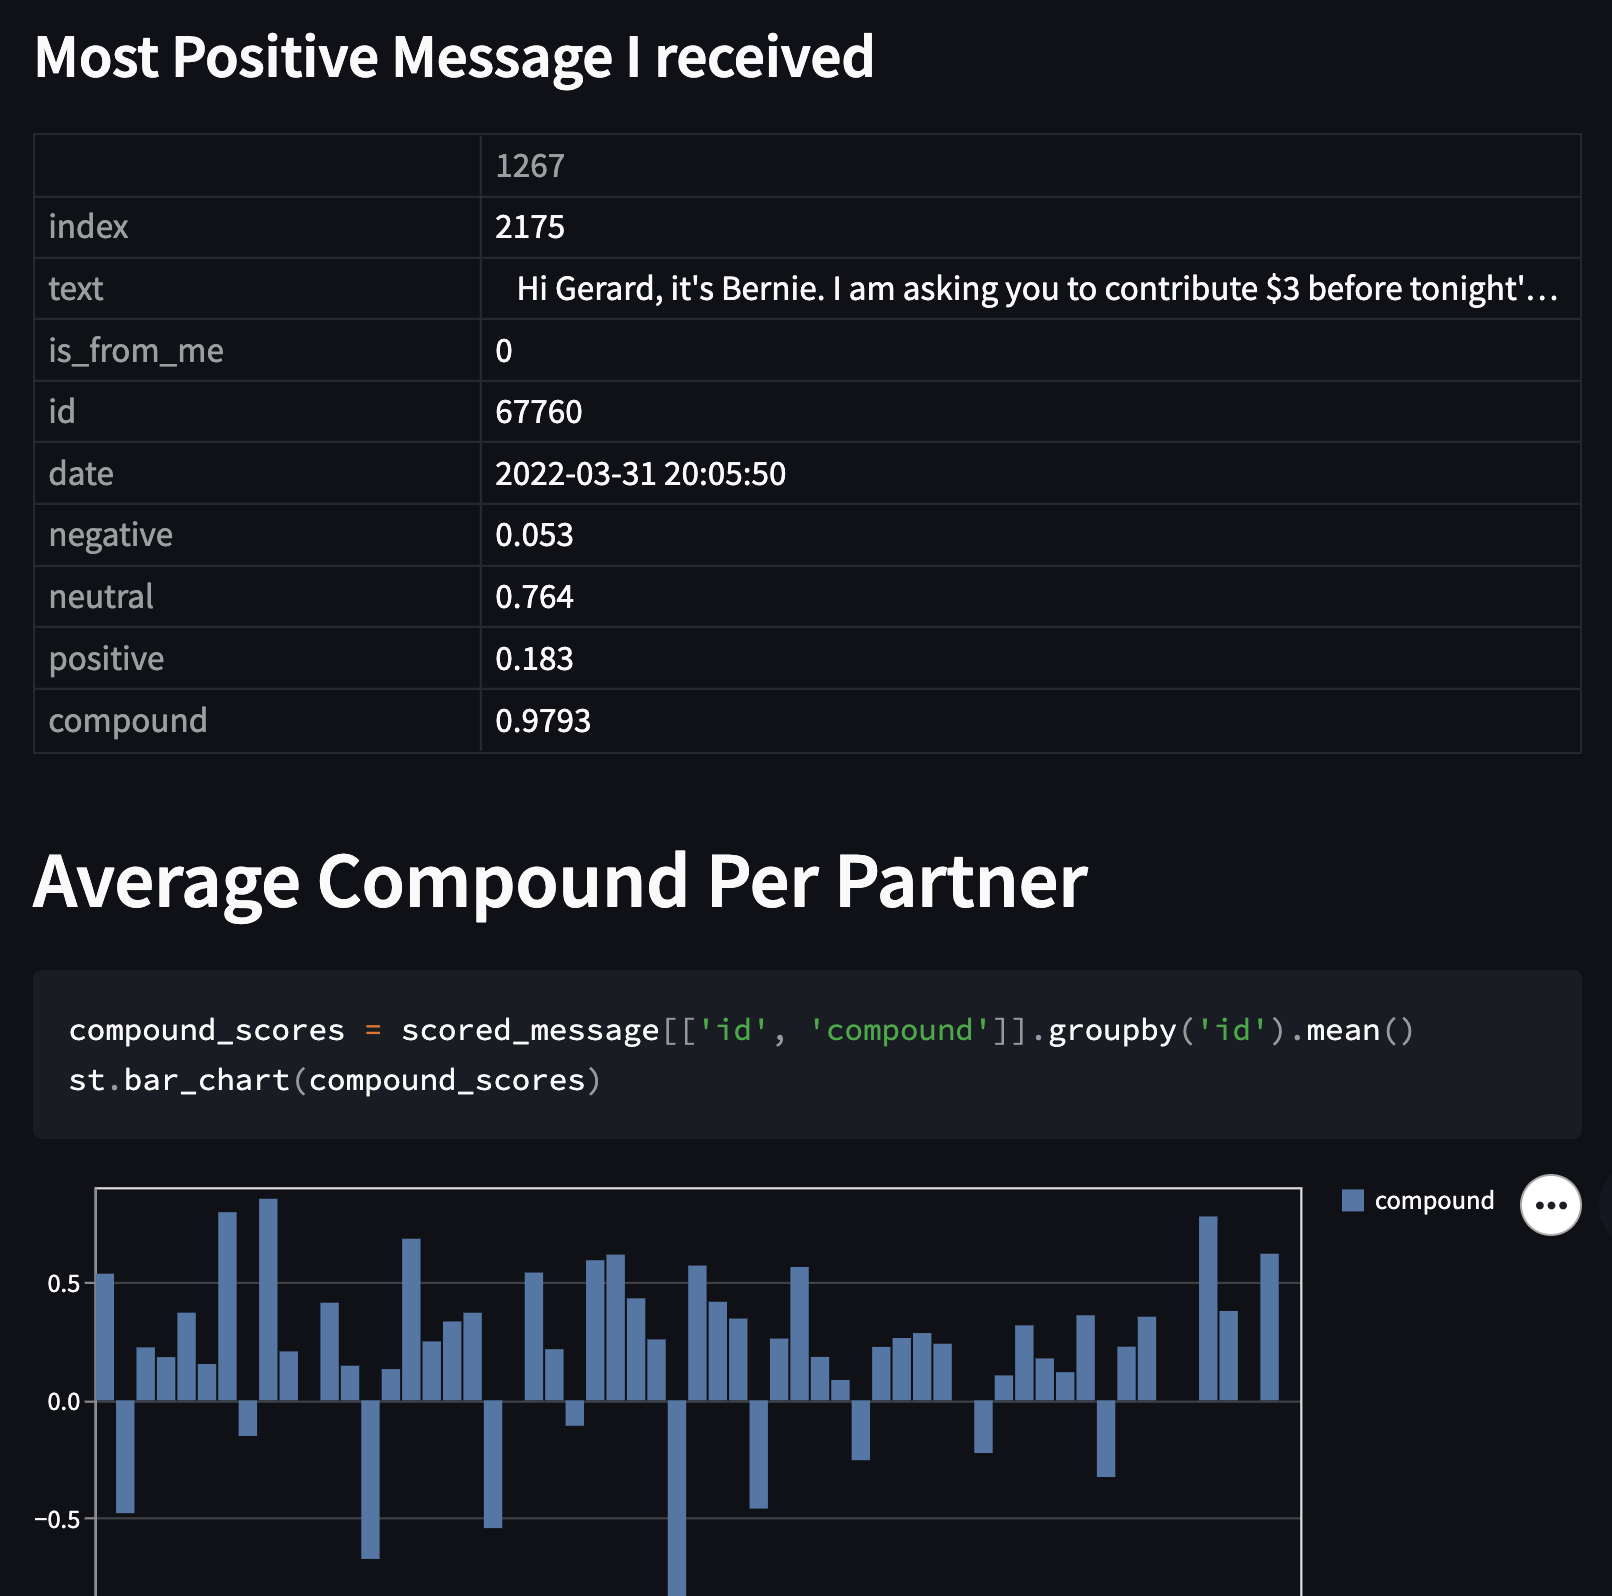 Most Positive Message I received
1267
index 2175
text Hi Gerard, it's Bernie. I am asking you to contribute $3 before tonight'…
is_from_me 0
id 67760
date 2022-03-31 20:05:50
negative 0.053
neutral 0.764
positive 0.183
compound 0.9793
Average Compound Per Partner
compound_scores = scored_message[['id', 'compound']].groupby('id').mean()
st.bar_chart(compound_scores)
compound
0.5
0.0
−0.5